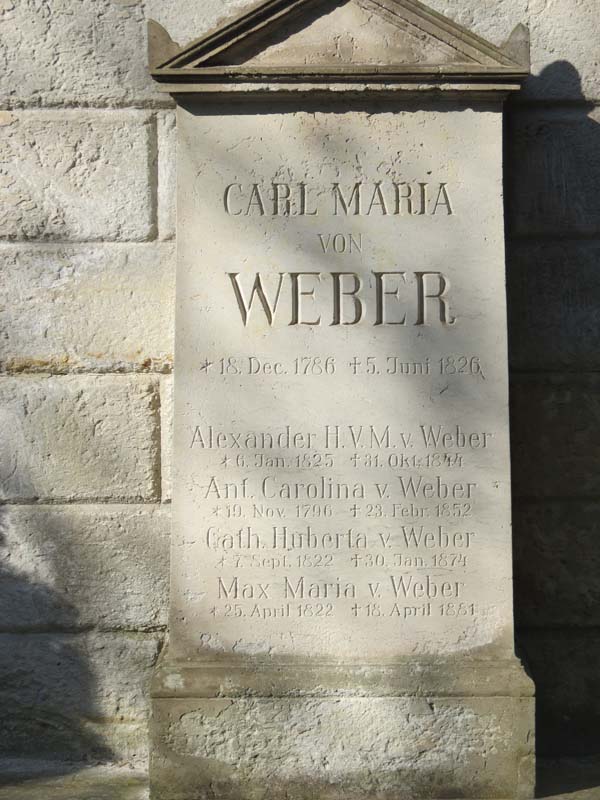 CARL MARIA
VON
WEBER
* 18. Dec. 1786 † 5. Juni 1826
Alexander H.V.M. v. Weber
* 6. Jan. 1825 † 31. Okt. 1844
Ant. Carolina v. Weber
* 19. Nov. 1796 † 23. Febr. 1852
Cath. Huberta v. Weber
* 7. Sept. 1822 † 30. Jan. 1874
Max Maria v. Weber
* 25. April 1822 † 18. April 1881